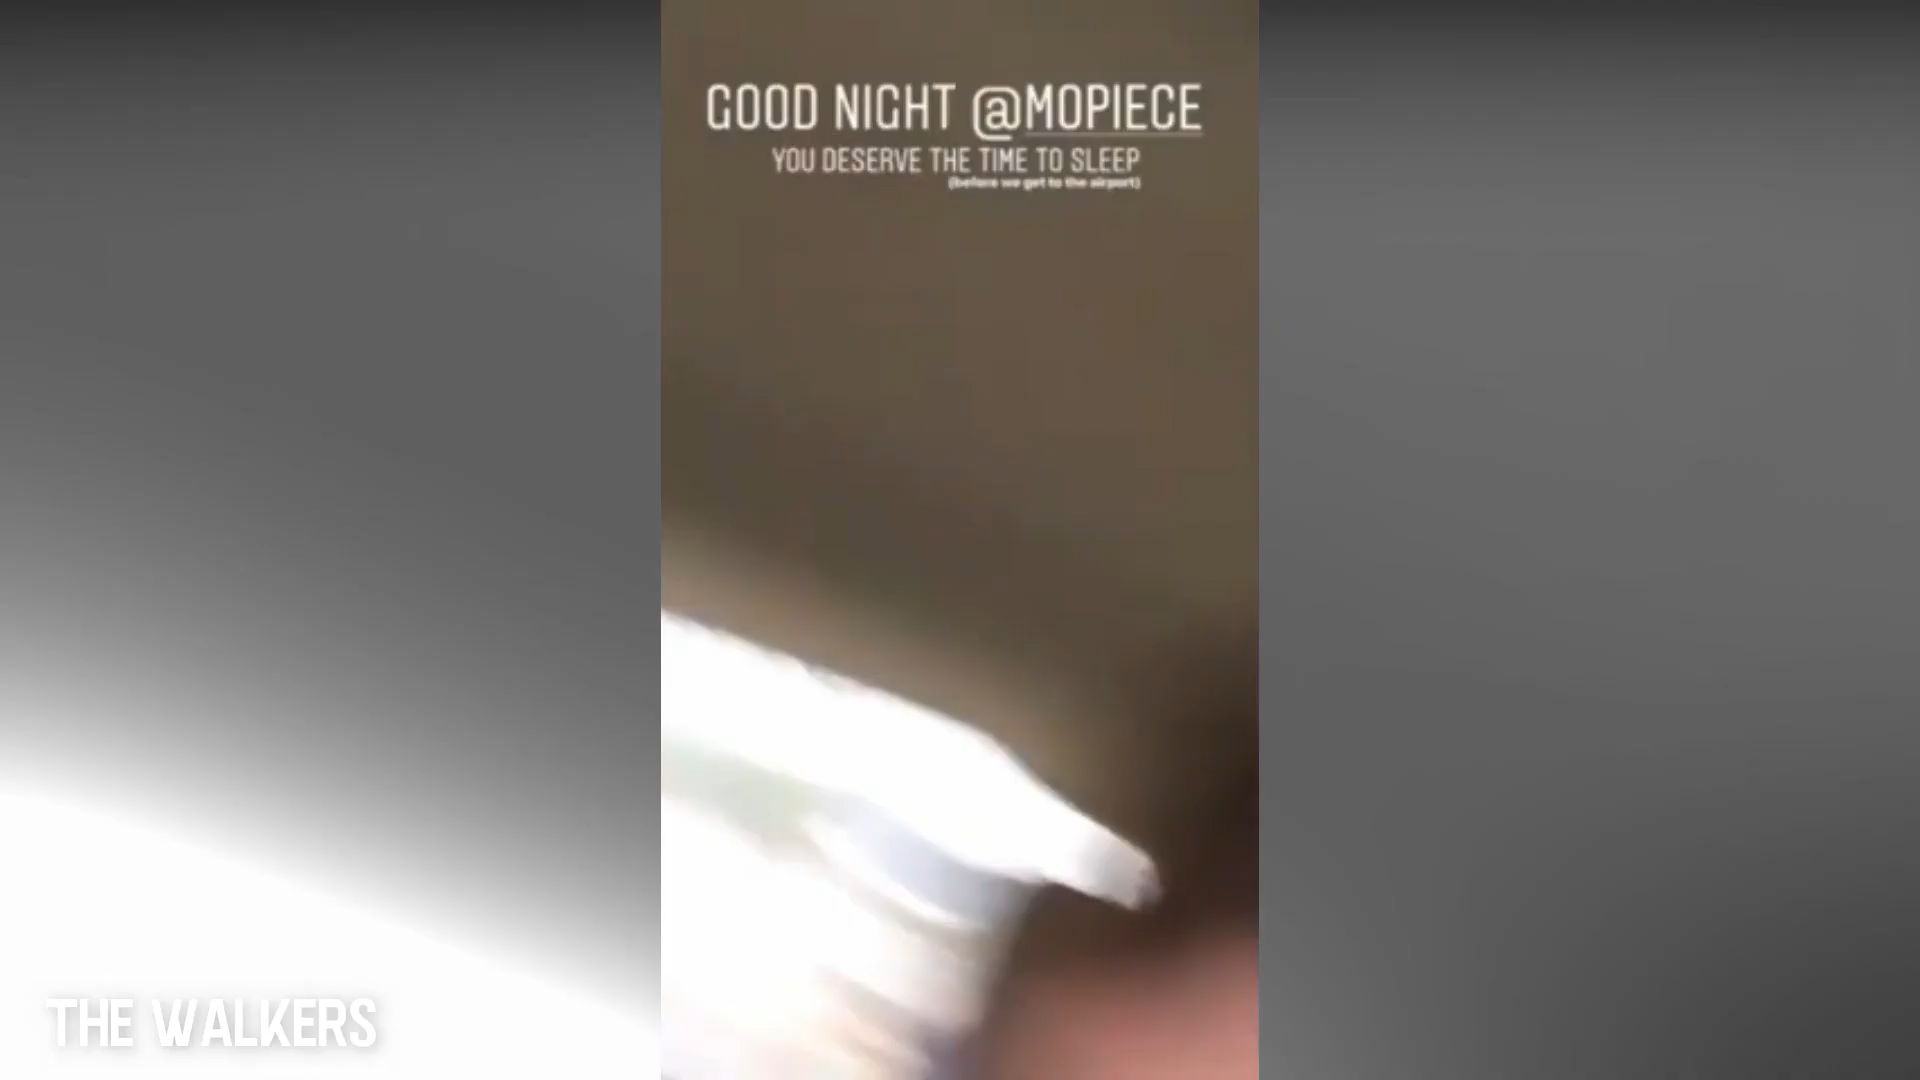 GOOD NIGHT @MOPIECE
YOU DESERVE THE TIME TO SLEEP
(before we get to the airport)
THE WALKERS